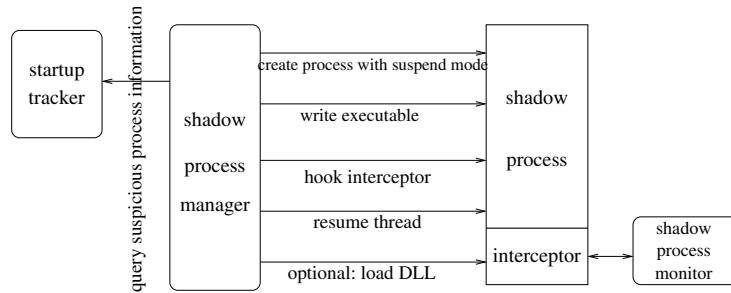 startup
tracker
query suspicious process information
shadow
process
manager
create process with suspend mode
write executable
hook interceptor
resume thread
optional: load DLL
shadow
process
interceptor
shadow
process
monitor